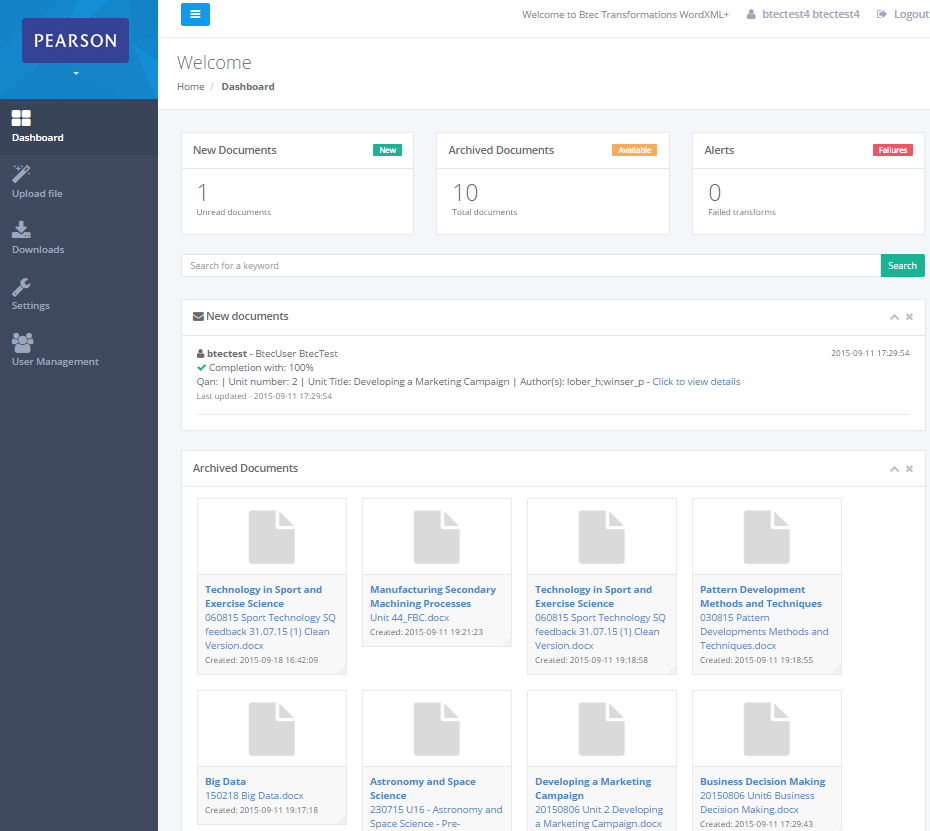 PEARSON
Welcome to Btec Transformations WordXML+
btectest4 btectest4
Logout
Dashboard
Upload file
Downloads
Settings
User Management
Welcome
Home / Dashboard
New Documents New
1
Unread documents
Archived Documents Available
10
Total documents
Alerts Failures
0
Failed transforms
Search for a keyword
Search
New documents
btectest - BtecUser BtecTest 2015-09-11 17:29:54
Completion with: 100%
Qan: | Unit number: 2 | Unit Title: Developing a Marketing Campaign | Author(s): lober_h;winser_p - Click to view details
Last updated - 2015-09-11 17:29:54
Archived Documents
Technology in Sport and
Exercise Science
060815 Sport Technology SQ
feedback 31.07.15 (1) Clean
Version.docx
Created: 2015-09-18 16:42:09
Manufacturing Secondary
Machining Processes
Unit 44_FBC.docx
Created: 2015-09-11 19:21:23
Technology in Sport and
Exercise Science
060815 Sport Technology SQ
feedback 31.07.15 (1) Clean
Version.docx
Created: 2015-09-11 19:18:58
Pattern Development
Methods and Techniques
030815 Pattern
Developments Methods and
Techniques.docx
Created: 2015-09-11 19:18:55
Big Data
150218 Big Data.docx
Created: 2015-09-11 19:17:18
Astronomy and Space
Science
230715 U16 - Astronomy and
Space Science - Pre-
Developing a Marketing
Campaign
20150806 Unit 2 Developing
a Marketing Campaign.docx
Business Decision Making
20150806 Unit6 Business
Decision Making.docx
Created: 2015-09-11 17:29:43